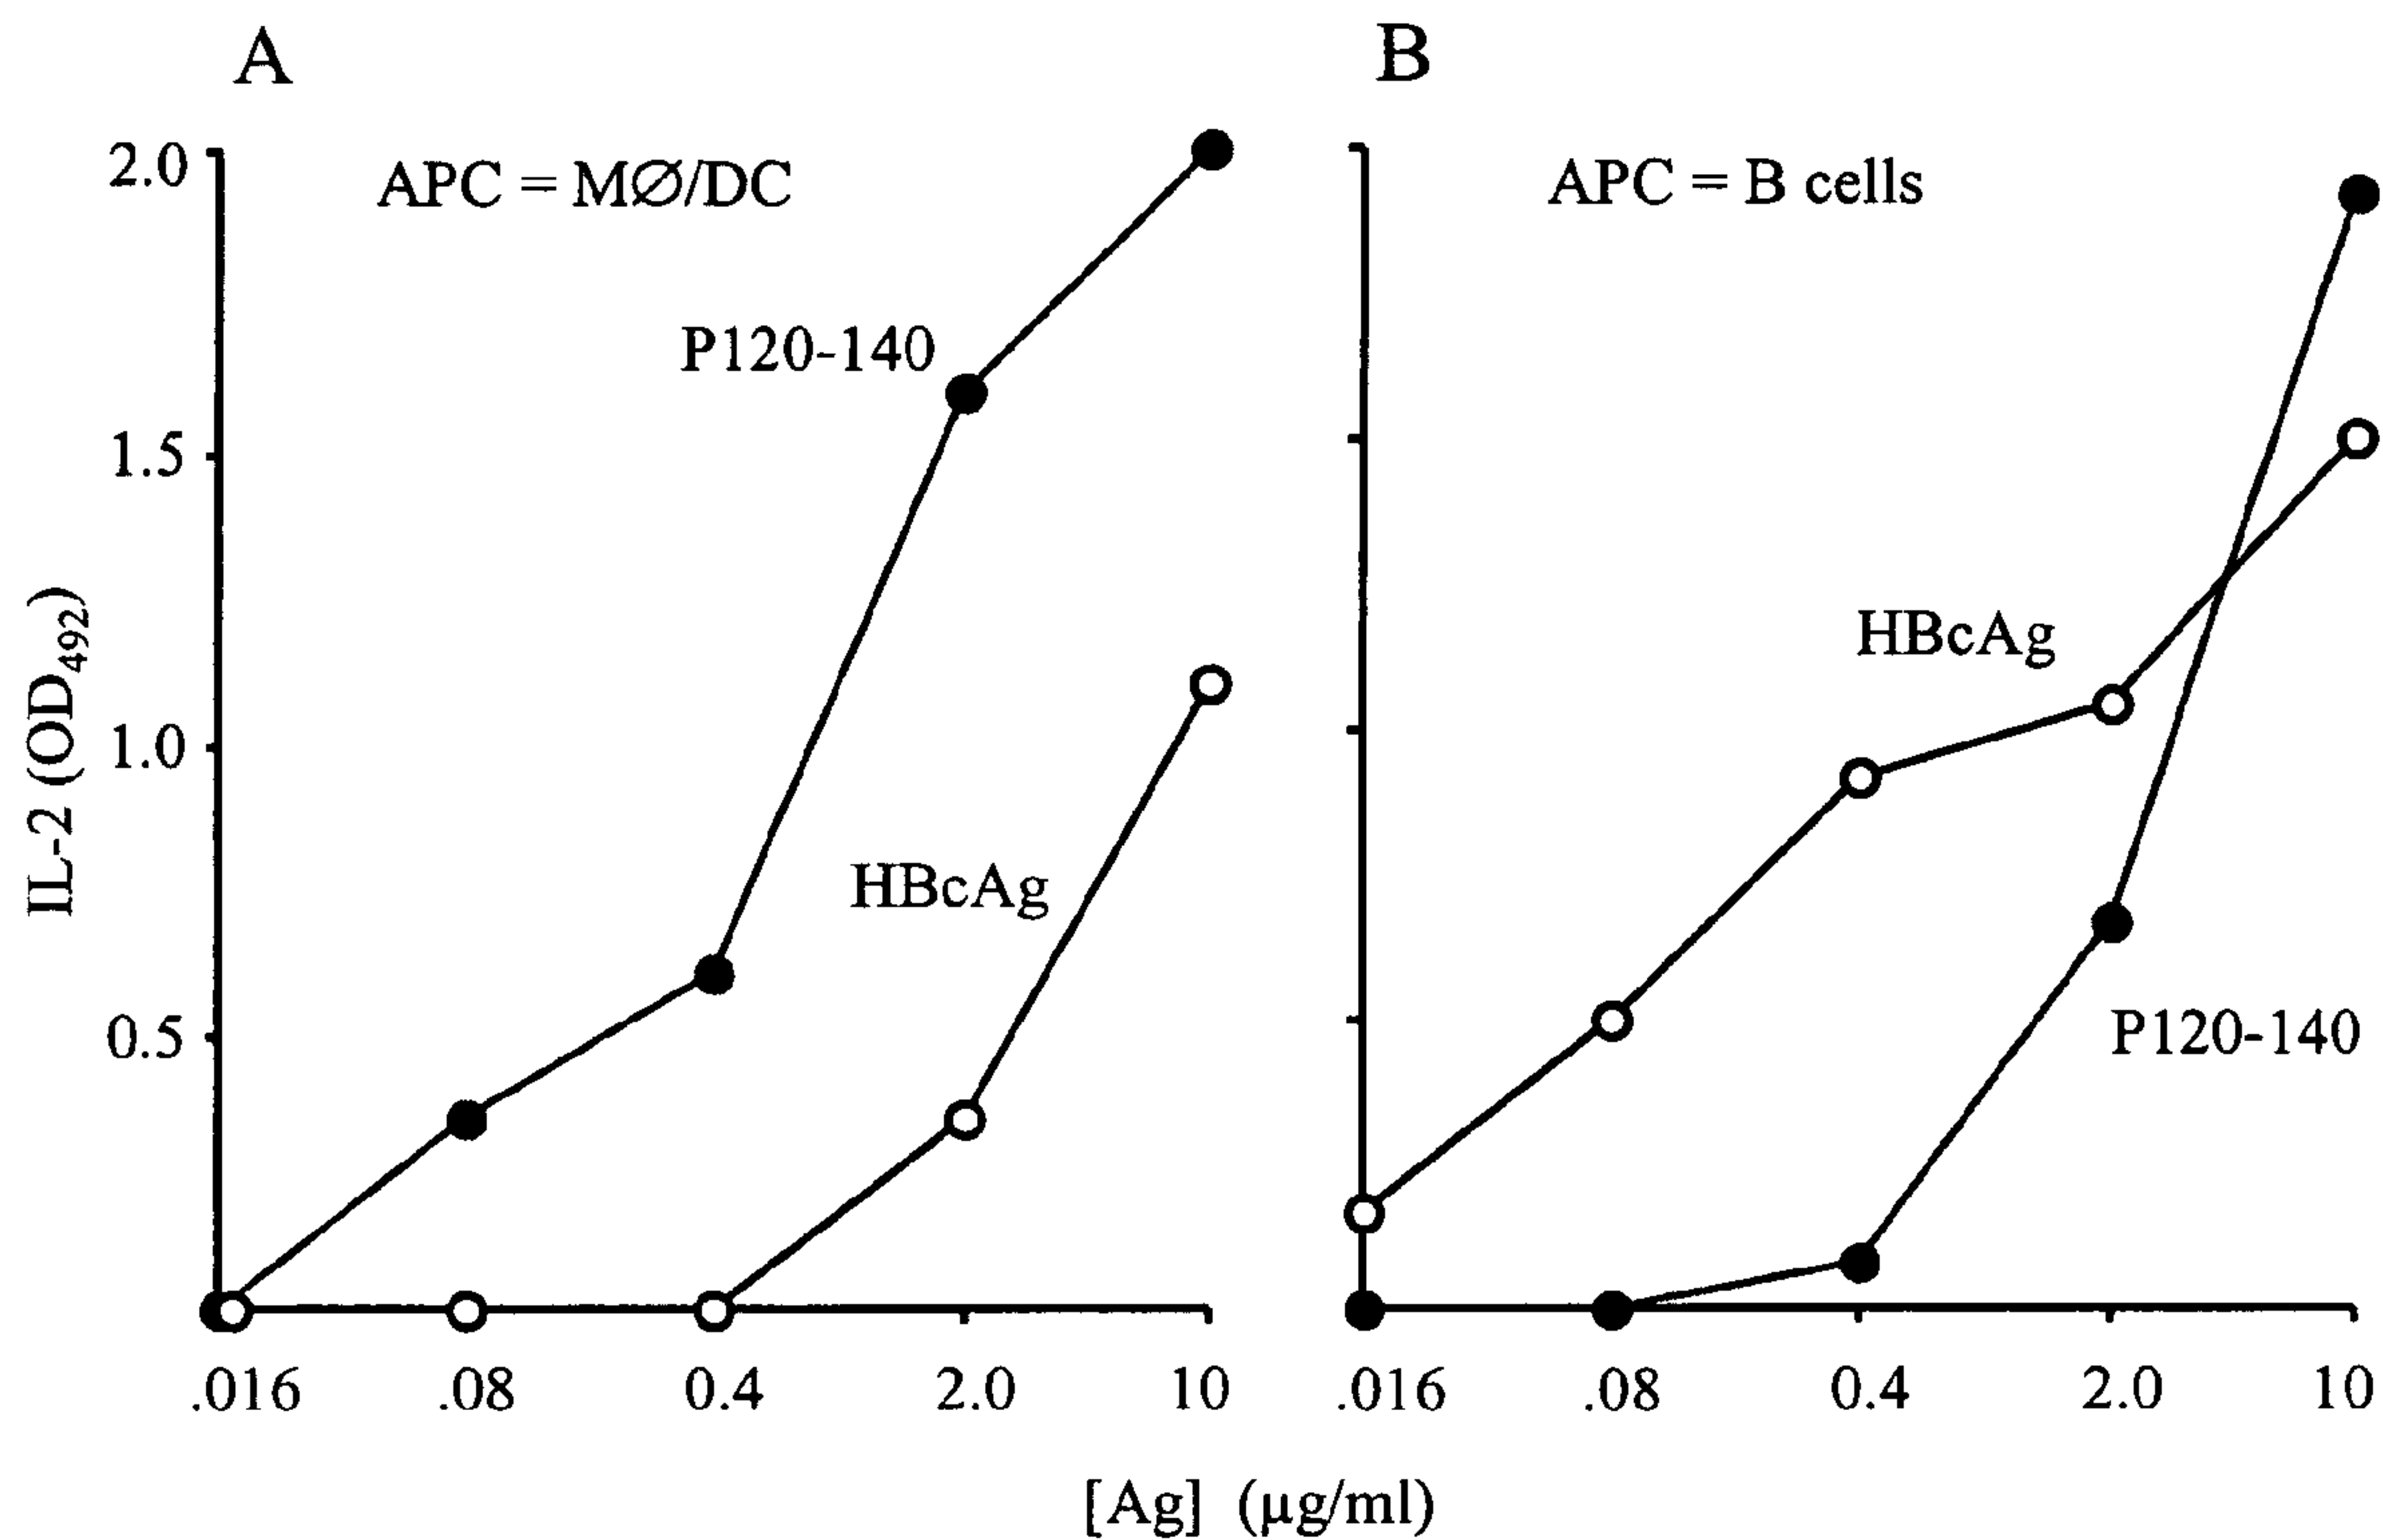 A
B
APC = MØ/DC
APC = B cells
2.0
1.5
1.0
0.5
P120-140
HBcAg
HBcAg
P120-140
IL-2 (OD492)
.016 .08 0.4 2.0 10
.016 .08 0.4 2.0 10
[Ag] (µg/ml)